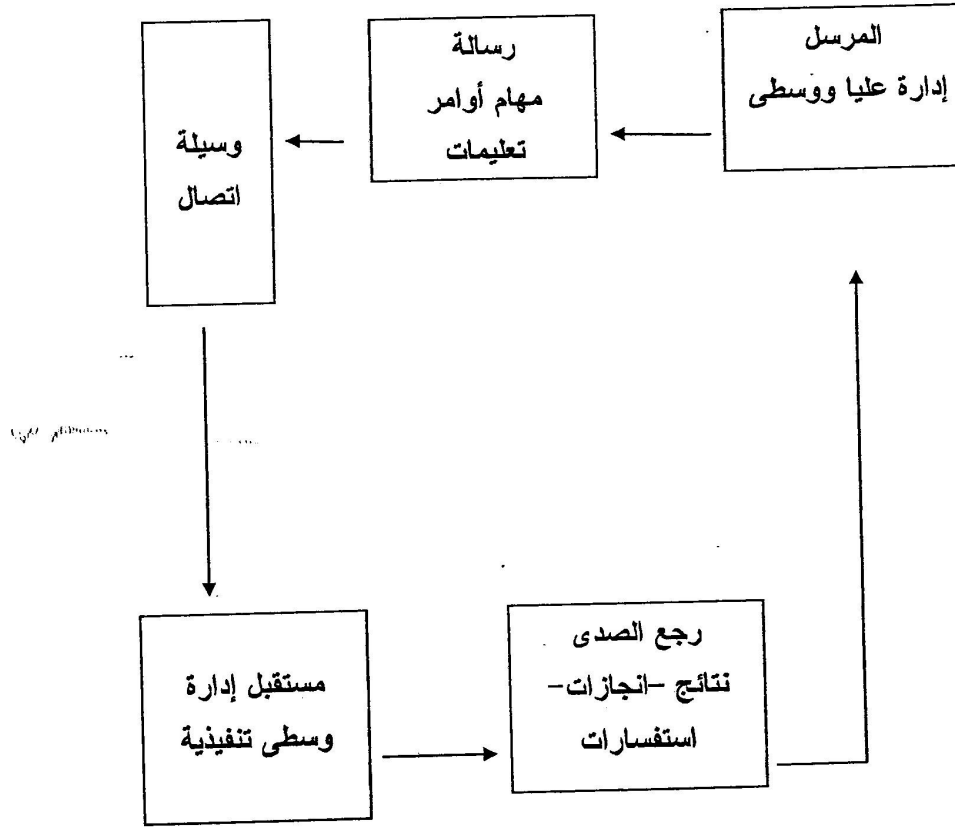 المرسل
إدارة عليا ووسطى
رسالة
مهام أوامر
تعليمات
وسيلة
اتصال
مستقبل إدارة
وسطى تنفيذية
رجع الصدى
نتائج -انجازات-
استفسارات